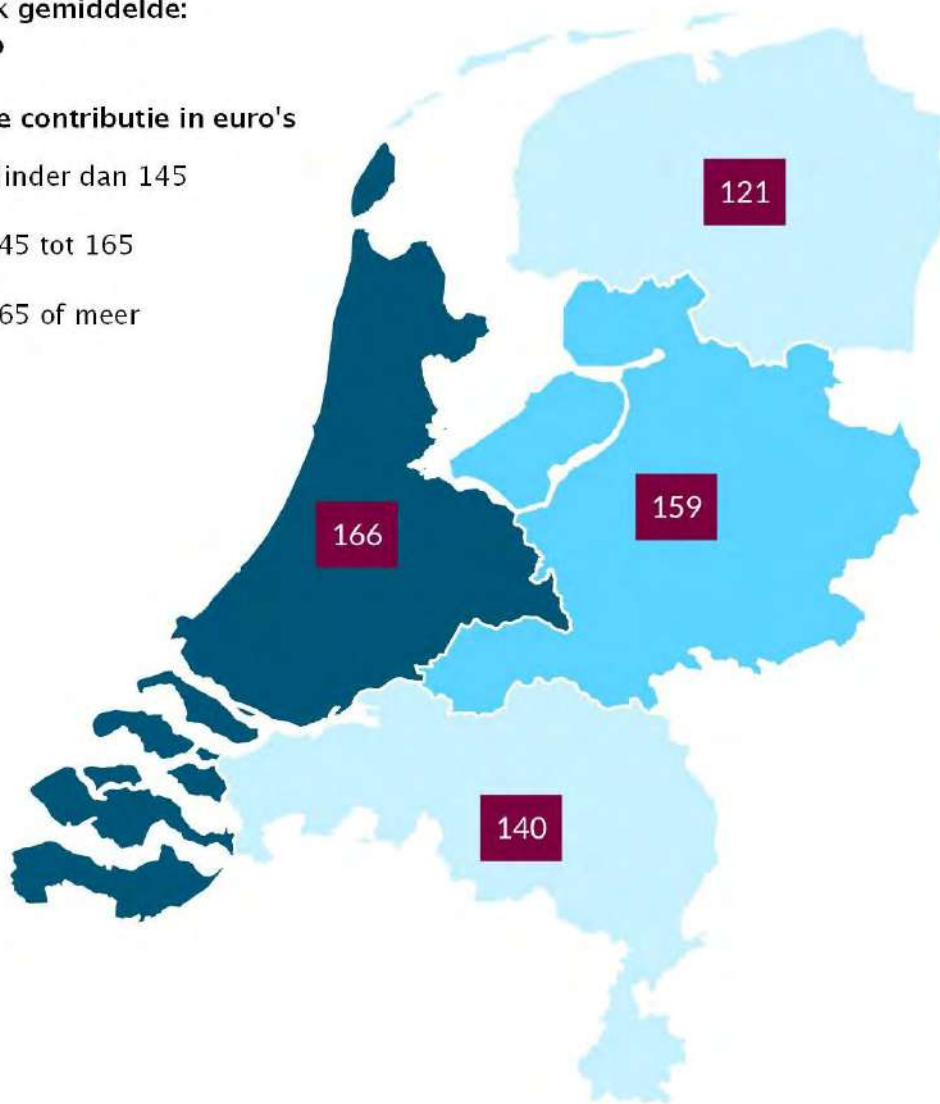 k gemiddelde:
e contributie in euro's
inder dan 145
45 tot 165
65 of meer
121
159
166
140